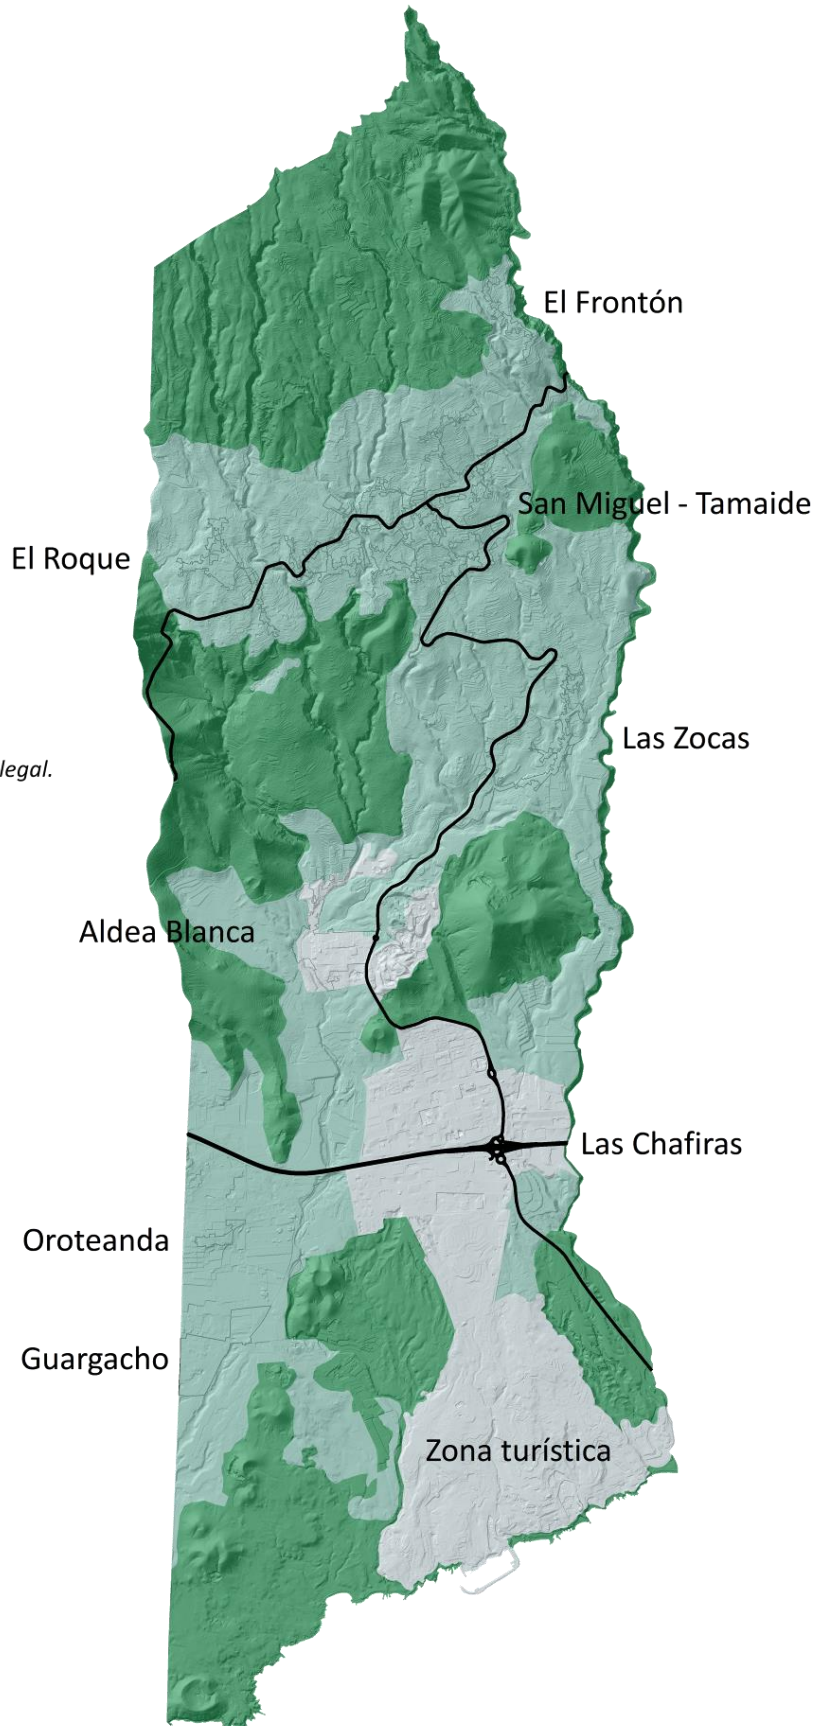 El Frontón
San Miguel - Tamaide
El Roque
Las Zocas
legal.
Aldea Blanca
Las Chafiras
Oroteanda
Guargacho
Zona turística